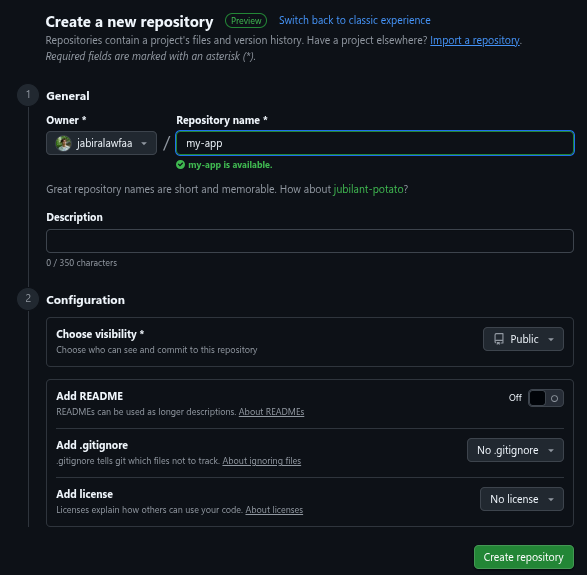 Create a new repository Preview Switch back to classic experience
Repositories contain a project's files and version history. Have a project elsewhere? Import a repository.
Required fields are marked with an asterisk (*).
1 General
Owner * Repository name *
jabiralawfaa / my-app
my-app is available.
Great repository names are short and memorable. How about jubilant-potato?
Description
0 / 350 characters
2 Configuration
Choose visibility * Public
Choose who can see and commit to this repository
Add README Off
READMEs can be used as longer descriptions. About READMEs
Add .gitignore No .gitignore
.gitignore tells git which files not to track. About ignoring files
Add license No license
Licenses explain how others can use your code. About licenses
Create repository